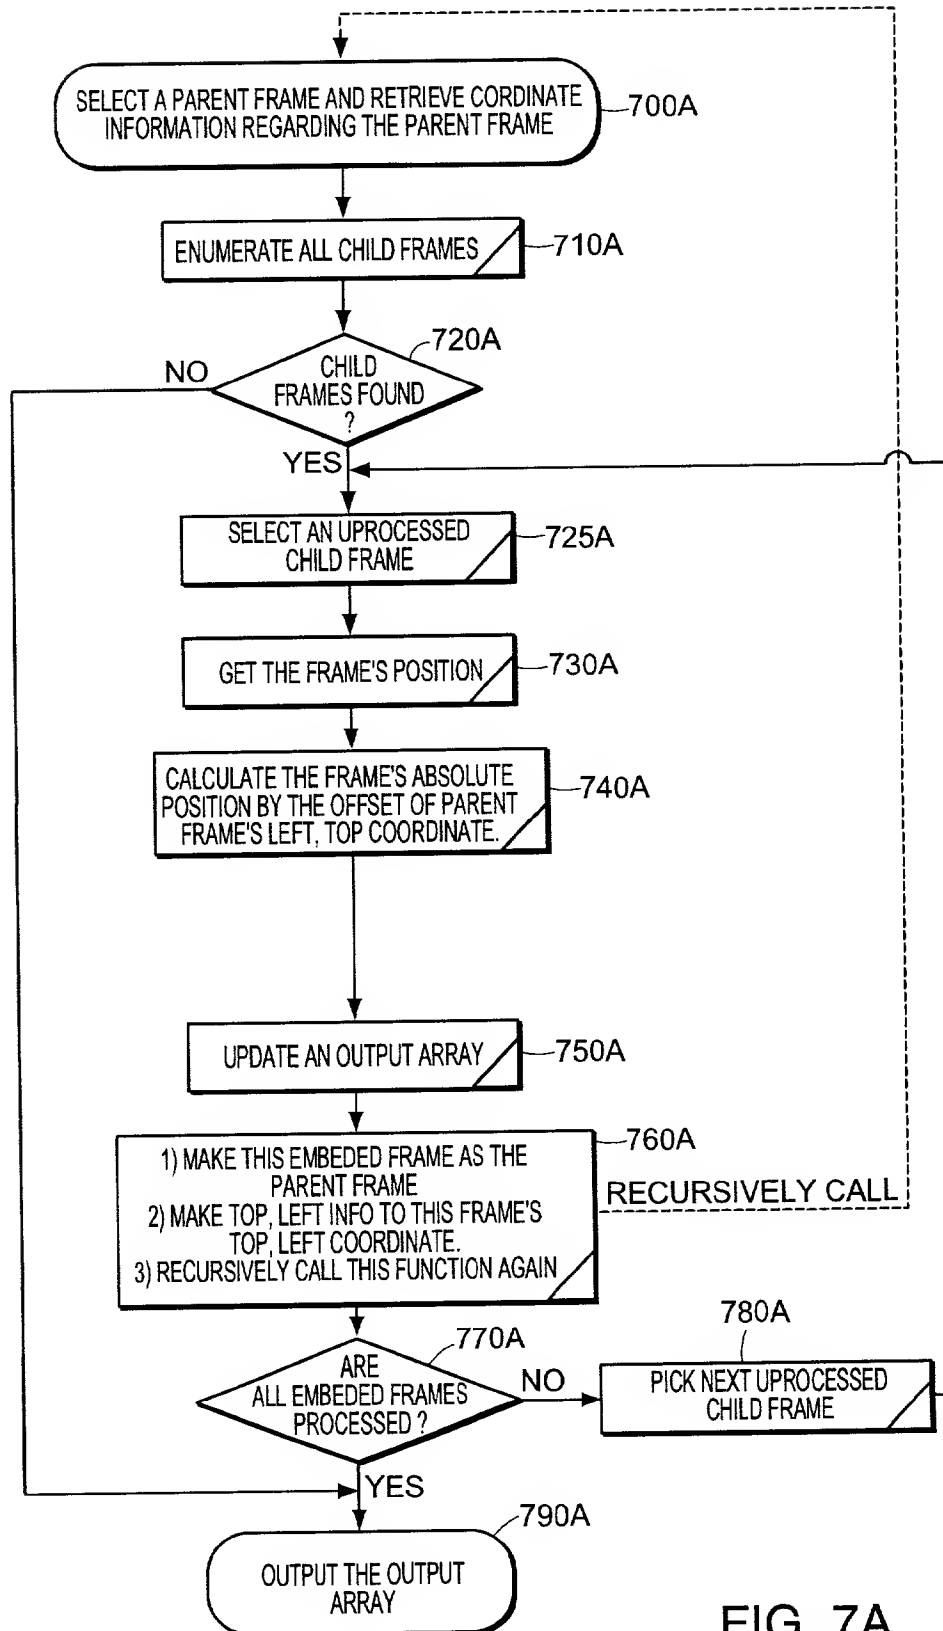 SELECT A PARENT FRAME AND RETRIEVE CORDINATE
INFORMATION REGARDING THE PARENT FRAME
700A
ENUMERATE ALL CHILD FRAMES
710A
720A
CHILD
FRAMES FOUND
?
NO
YES
SELECT AN UPROCESSED
CHILD FRAME
725A
GET THE FRAME'S POSITION
730A
CALCULATE THE FRAME'S ABSOLUTE
POSITION BY THE OFFSET OF PARENT
FRAME'S LEFT, TOP COORDINATE.
740A
UPDATE AN OUTPUT ARRAY
750A
760A
1) MAKE THIS EMBEDED FRAME AS THE
PARENT FRAME
2) MAKE TOP, LEFT INFO TO THIS FRAME'S
TOP, LEFT COORDINATE.
3) RECURSIVELY CALL THIS FUNCTION AGAIN
RECURSIVELY CALL
770A
ARE
ALL EMBEDED FRAMES
PROCESSED ?
NO
780A
PICK NEXT UPROCESSED
CHILD FRAME
YES
790A
OUTPUT THE OUTPUT
ARRAY
FIG. 7A